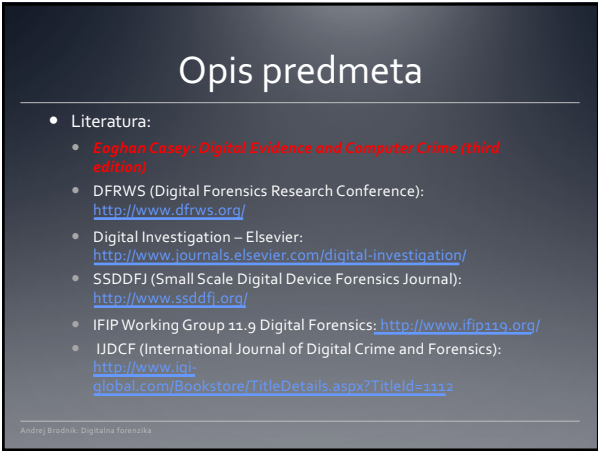 Opis predmeta
• Literatura:
• Eoghan Casey: Digital Evidence and Computer Crime (third
edition)
• DFRWS (Digital Forensics Research Conference):
http://www.dfrws.org/
• Digital Investigation – Elsevier:
http://www.journals.elsevier.com/digital-investigation/
• SSDDFJ (Small Scale Digital Device Forensics Journal):
http://www.ssddfj.org/
• IFIP Working Group 11.9 Digital Forensics: http://www.ifip119.org/
• IJDCF (International Journal of Digital Crime and Forensics):
http://www.igi-
global.com/Bookstore/TitleDetails.aspx?TitleId=1112
Andrej Brodnik: Digitalna forenzika